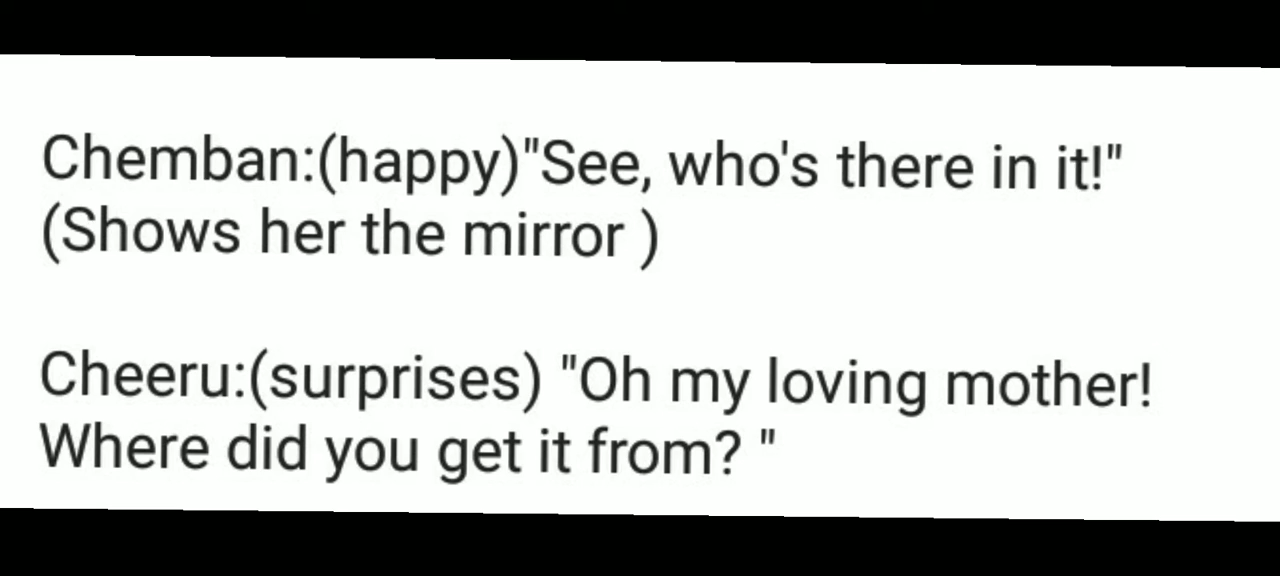 Chemban:(happy)"See, who's there in it!"
(Shows her the mirror )
Cheeru:(surprises) "Oh my loving mother!
Where did you get it from? "